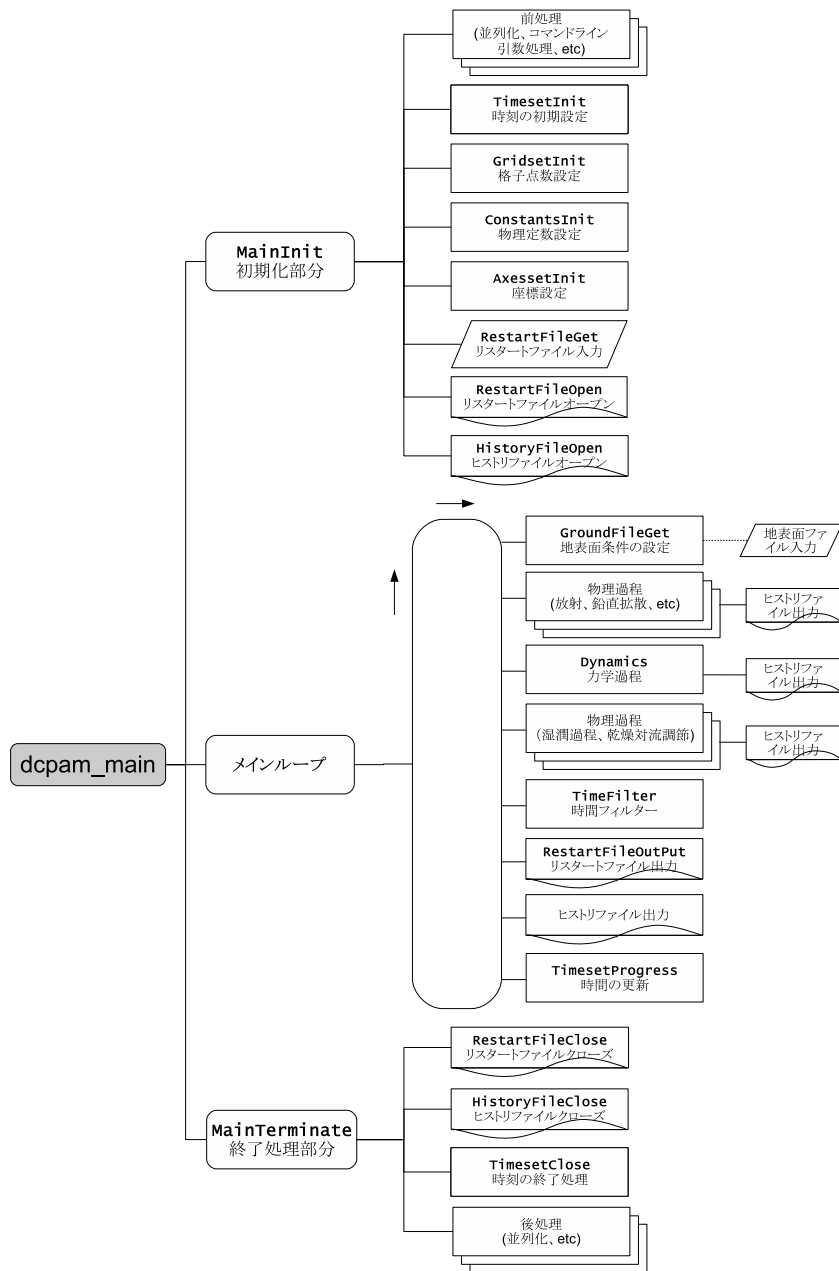 前処理
(並列化、コマンドライン
引数処理、etc)
TimesetInit
時刻の初期設定
GridsetInit
格子点数設定
ConstantsInit
物理定数設定
MainInit
初期化部分
AxessetInit
座標設定
RestartFileGet
リスタートファイル入力
RestartFileOpen
リスタートファイルオープン
HistoryFileOpen
ヒストリファイルオープン
GroundFileGet
地表面条件の設定
地表面ファ
イル入力
物理過程
(放射、鉛直拡散、etc)
ヒストリファ
イル出力
Dynamics
力学過程
ヒストリファ
イル出力
物理過程
(湿潤過程、乾燥対流調節)
ヒストリファ
イル出力
dcpam_main
メインループ
TimeFilter
時間フィルター
RestartFileOutPut
リスタートファイル出力
ヒストリファイル出力
TimesetProgress
時間の更新
RestartFileClose
リスタートファイルクローズ
HistoryFileClose
ヒストリファイルクローズ
MainTerminate
終了処理部分
TimesetClose
時刻の終了処理
後処理
(並列化、etc)